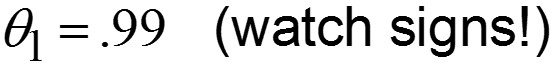 θ₁ = .99 (watch signs!)